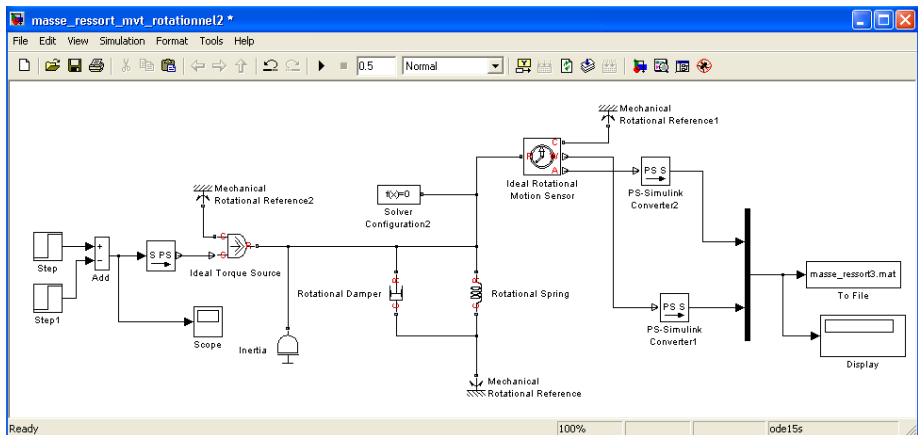 masse_ressort_mvt_rotationnel2 *
File Edit View Simulation Format Tools Help
0.5 Normal
Mechanical
Rotational Reference1
C
R W
A
Ideal Rotational
Motion Sensor
PS S
PS-Simulink
Converter2
Mechanical
Rotational Reference2
f(x)=0
Solver
Configuration2
Step
+
-
Add
S PS
C
S
R
Ideal Torque Source
Step1
Scope
Inertia
R
Rotational Damper
C
R
Rotational Spring
C
PS S
PS-Simulink
Converter1
masse_ressort3.mat
To File
Display
Mechanical
Rotational Reference
Ready 100% ode15s